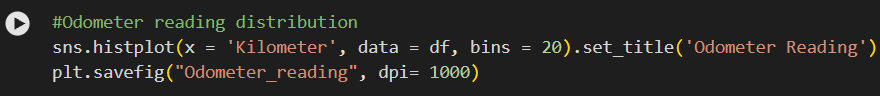 #Odometer reading distribution
sns.histplot(x = 'Kilometer', data = df, bins = 20).set_title('Odometer Reading')
plt.savefig("Odometer_reading", dpi= 1000)